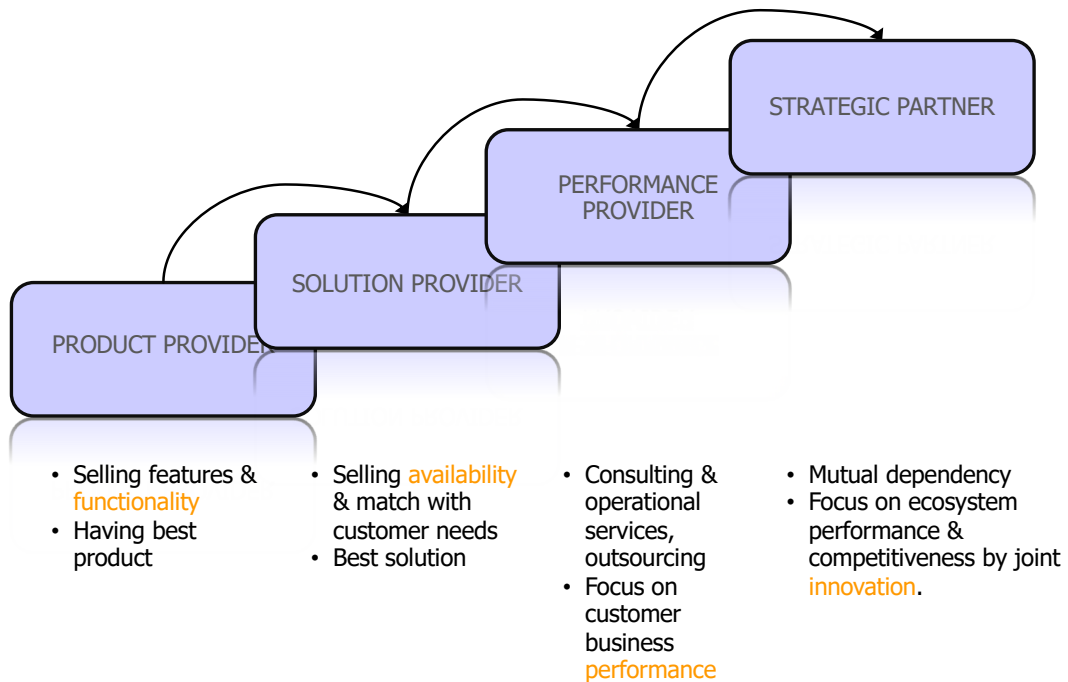 STRATEGIC PARTNER
PERFORMANCE
PROVIDER
SOLUTION PROVIDER
PRODUCT PROVIDER
• Selling features &
functionality
• Having best
product
• Selling availability
& match with
customer needs
• Best solution
• Consulting &
operational
services,
outsourcing
• Focus on
customer
business
performance
• Mutual dependency
• Focus on ecosystem
performance &
competitiveness by joint
innovation.